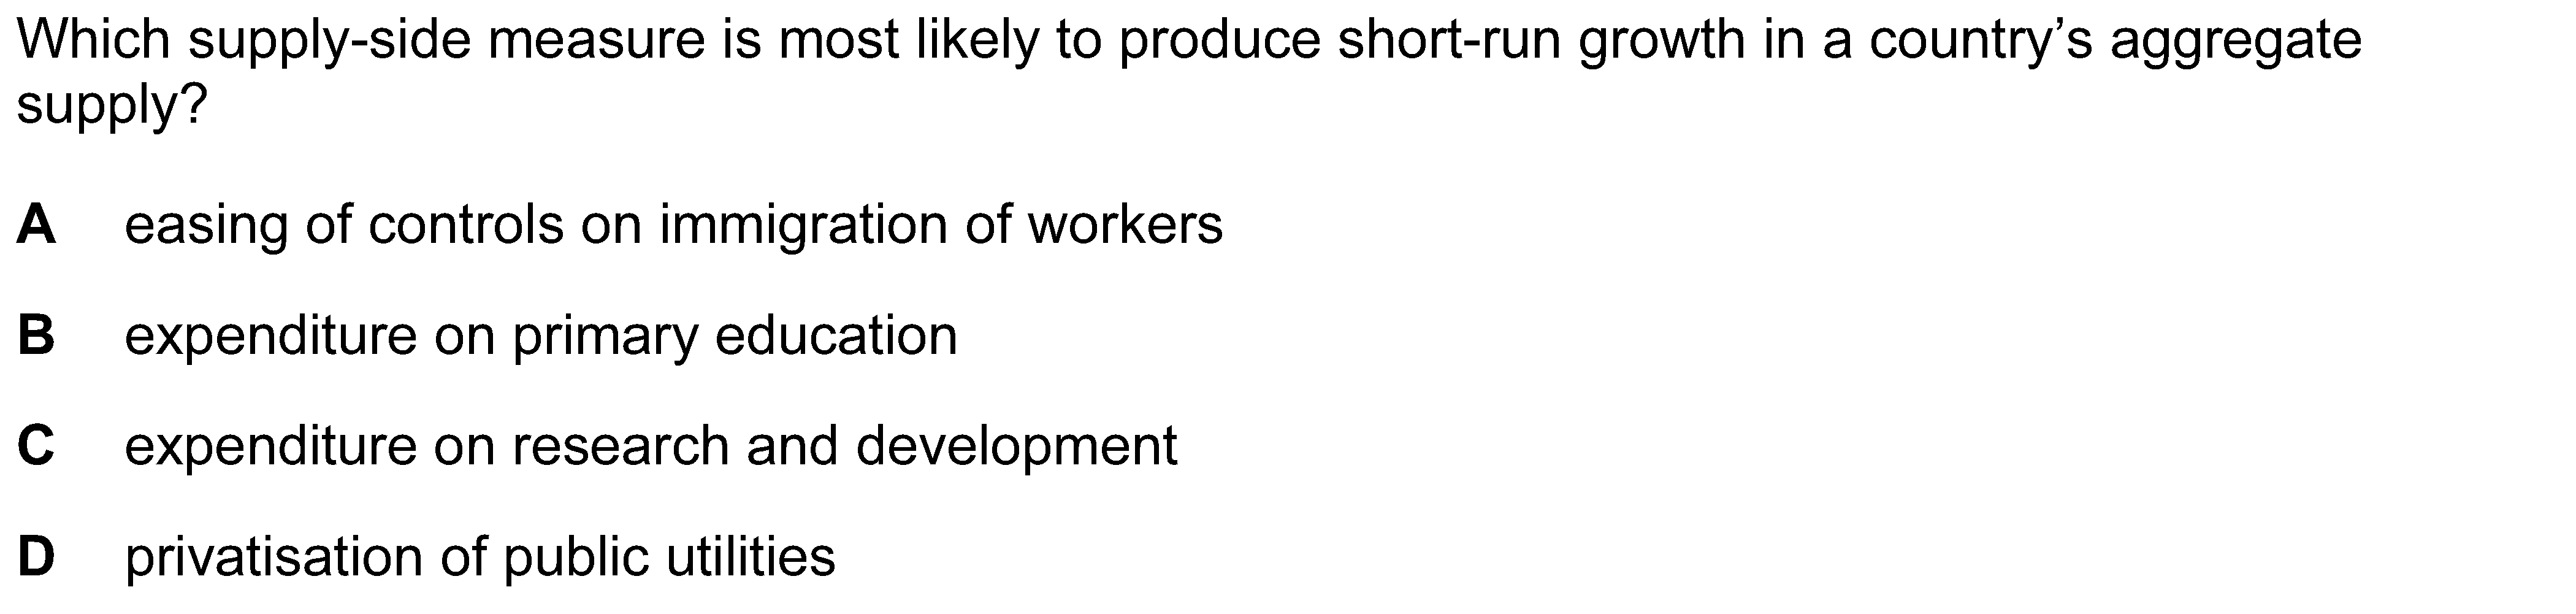 Which supply-side measure is most likely to produce short-run growth in a country’s aggregate
supply?
A easing of controls on immigration of workers
B expenditure on primary education
C expenditure on research and development
D privatisation of public utilities